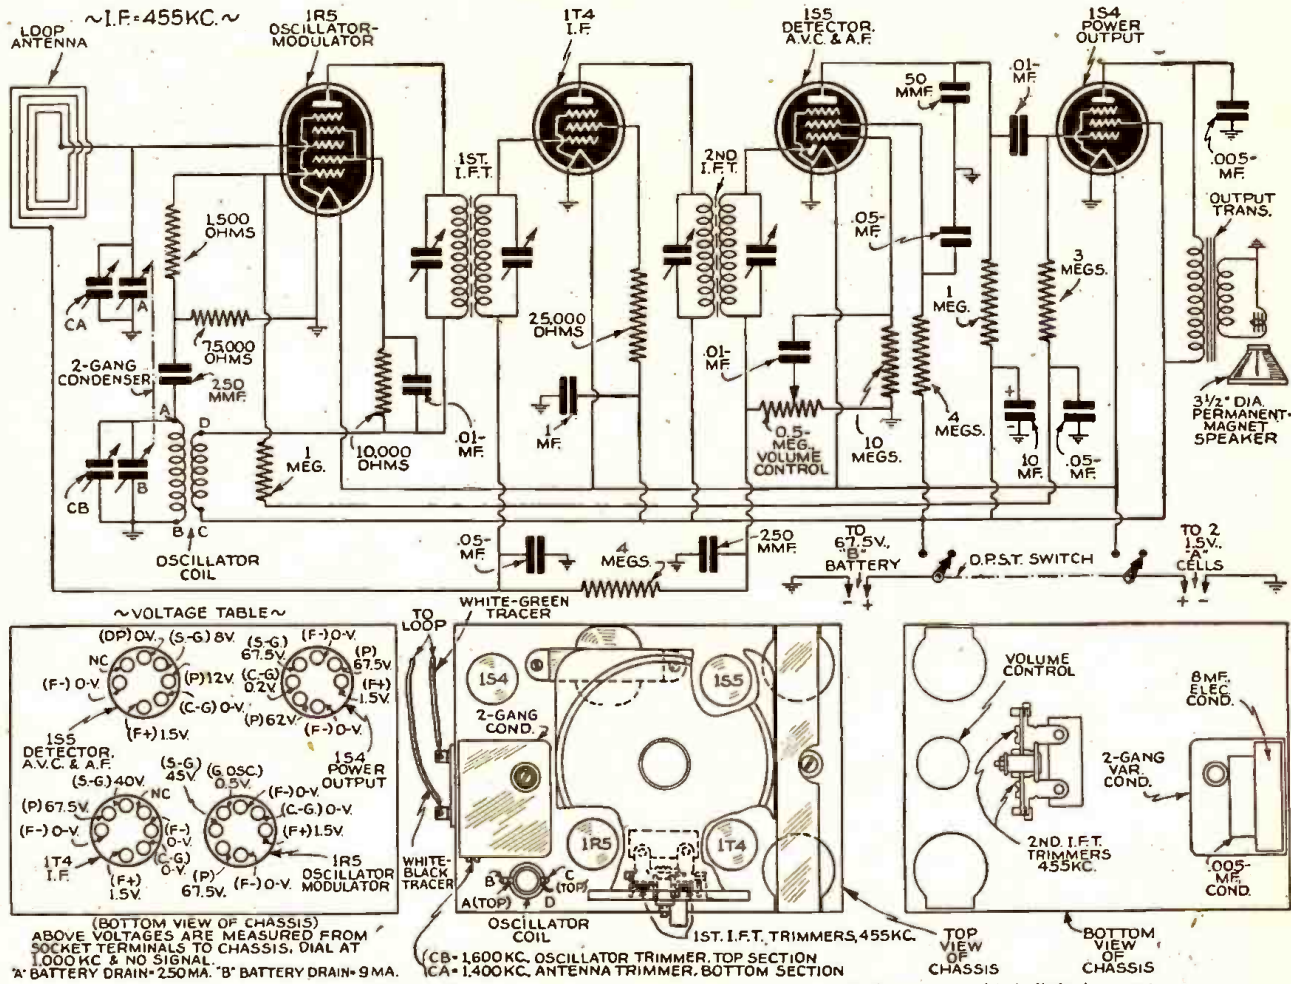 ~I.F.=455KC.~
LOOP
ANTENNA
1R5
OSCILLATOR-
MODULATOR
1T4
I.F.
1S5
DETECTOR.
A.V.C. & A.F.
1S4
POWER
OUTPUT
50
MMF.
.01-
MF.
.005-
MF.
1ST.
I.F.T.
2ND
I.F.T.
OUTPUT
TRANS.
1,500
OHMS
.05-
MF.
3
MEGS.
CA
A
75,000
OHMS
25,000
OHMS
1
MEG.
2-GANG
CONDENSER
250
MMF.
.01-
MF.
3 1/2" DIA.
PERMANENT-
MAGNET
SPEAKER
A
D
10,000
OHMS
.01-
MF.
1
MF.
0.5-
MEG.,
VOLUME
CONTROL
10
MEGS.
4
MEGS.
+
-
10
MF.
.05-
MF.
1
MEG.
CB
B
B
C
OSCILLATOR
COIL
.05-
MF.
4
MEGS.
250
MMF.
TO
67.5V.,
"B"
BATTERY
- +
D.P.S.T. SWITCH
TO 2
1.5V.,
"A"
CELLS
+ -
~VOLTAGE TABLE~
(DP) 0V.
(S-G) 8V.
NC
(F-) 0-V.
(P) 12V.
(C-G) 0-V.
(F+) 1.5V.
1S5
DETECTOR.
A.V.C. & A.F.
(S-G)
67.5V.
(F-) 0-V.
(P)
67.5V.
(C-G)
0.2V.
(F+)
1.5V.
(P) 62V.
(F-) 0-V.
1S4
POWER
OUTPUT
(S-G) 40V.
NC
(P) 67.5V.
(F-) 0-V.
(F-)
0-V.
(C-G)
0-V.
(F+)
1.5V.
1T4
I.F.
(S-G)
45V.
(G. OSC.)
0.5V.
(F-) 0-V.
(C-G.) 0-V.
(F+) 1.5V.
(P)
67.5V.
(F-) 0-V.
1R5
OSCILLATOR
MODULATOR
(BOTTOM VIEW OF CHASSIS)
ABOVE VOLTAGES ARE MEASURED FROM
SOCKET TERMINALS TO CHASSIS, DIAL AT
1,000 KC & NO SIGNAL.
"A" BATTERY DRAIN=250 MA. "B" BATTERY DRAIN=9 MA.
TO
LOOP
WHITE-GREEN
TRACER
1S4
1S5
2-GANG
COND.
1R5
1T4
WHITE-
BLACK
TRACER
B
C
(TOP)
A(TOP)
D
OSCILLATOR
COIL
1ST. I.F.T. TRIMMERS, 455KC.
CB=1,600KC., OSCILLATOR TRIMMER, TOP SECTION
CA=1,400KC., ANTENNA TRIMMER, BOTTOM SECTION
TOP
VIEW
OF
CHASSIS
VOLUME
CONTROL
8MF.,
ELEC.
COND.
2-GANG
VAR.
COND.
2ND. I.F.T.
TRIMMERS
455KC.
.005-
MF.,
COND.
BOTTOM
VIEW
OF
CHASSIS